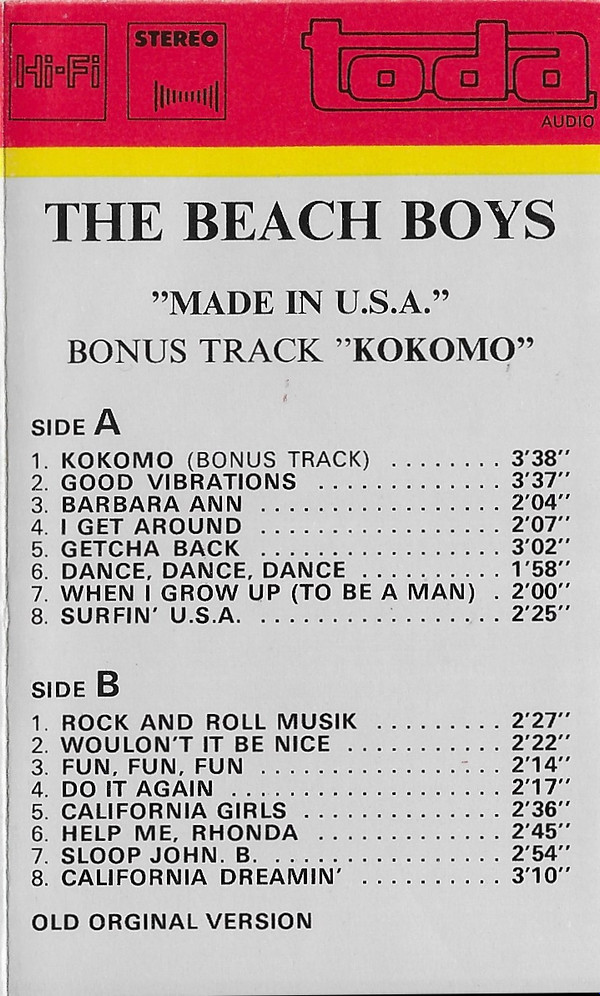 Hi-Fi
STEREO
toda
AUDIO
THE BEACH BOYS
”MADE IN U.S.A.”
BONUS TRACK ”KOKOMO”
SIDE A
1. KOKOMO (BONUS TRACK) ........ 3’38’’
2. GOOD VIBRATIONS ............. 3’37’’
3. BARBARA ANN ................. 2’04’’
4. I GET AROUND ................. 2’07’’
5. GETCHA BACK ................. 3’02’’
6. DANCE, DANCE, DANCE .......... 1’58’’
7. WHEN I GROW UP (TO BE A MAN) . 2’00’’
8. SURFIN’ U.S.A. .................. 2’25’’
SIDE B
1. ROCK AND ROLL MUSIK ......... 2’27’’
2. WOULON’T IT BE NICE ........... 2’22’’
3. FUN, FUN, FUN ................. 2’14’’
4. DO IT AGAIN ................... 2’17’’
5. CALIFORNIA GIRLS .............. 2’36’’
6. HELP ME, RHONDA ............. 2’45’’
7. SLOOP JOHN. B. ................ 2’54’’
8. CALIFORNIA DREAMIN’ .......... 3’10’’
OLD ORGINAL VERSION